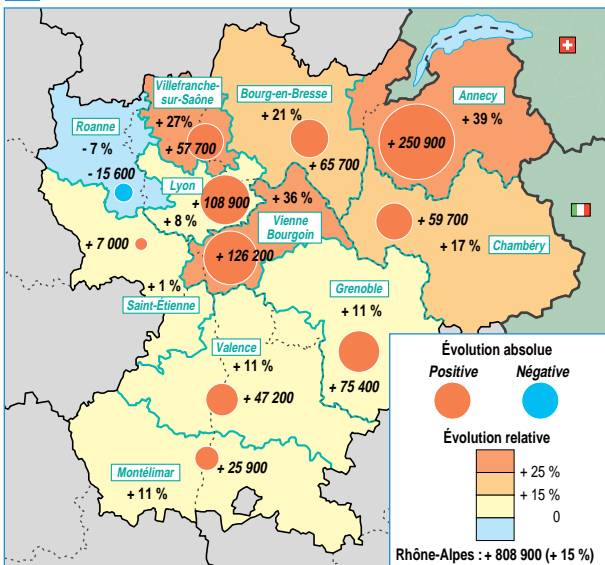 Villefranche-
sur-Saône
+ 27%
+ 57 700
Bourg-en-Bresse
+ 21 %
+ 65 700
Annecy
+ 39 %
+ 250 900
Roanne
- 7 %
- 15 600
Lyon
+ 108 900
+ 8 %
+ 36 %
Vienne
Bourgoin
+ 126 200
+ 59 700
+ 17 %
Chambéry
+ 7 000
+ 1 %
Saint-Étienne
Grenoble
+ 11 %
+ 75 400
Valence
+ 11 %
+ 47 200
+ 25 900
Montélimar
+ 11 %
Évolution absolue
Positive Négative
Évolution relative
+ 25 %
+ 15 %
0
Rhône-Alpes : + 808 900 (+ 15 %)